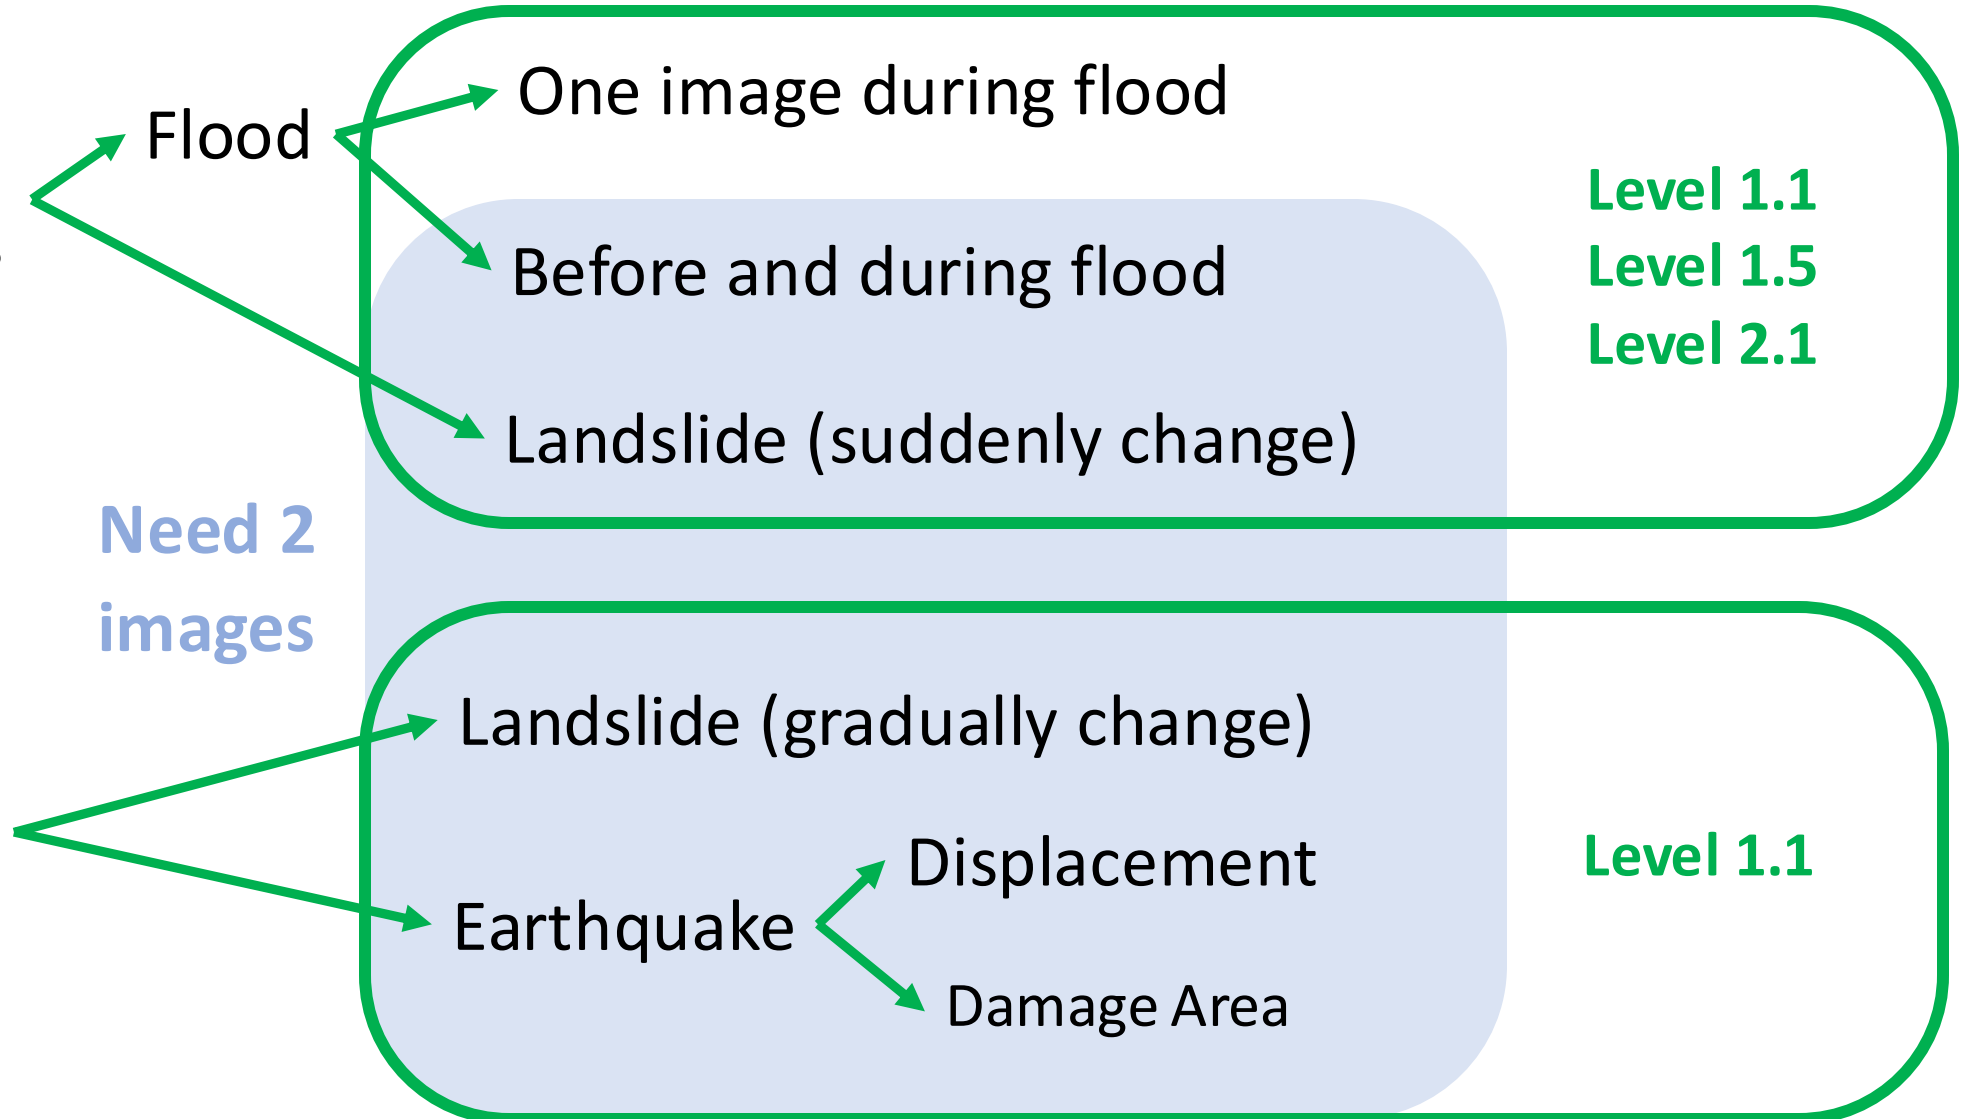 One image during flood
Flood
Level 1.1
Before and during flood
Level 1.5
Level 2.1
Landslide (suddenly change)
Need 2
images
Landslide (gradually change)
Displacement
Level 1.1
Earthquake
Damage Area